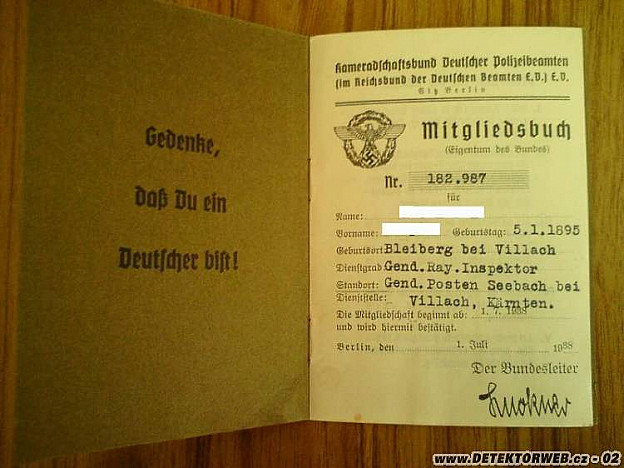 Gedenke,
daß Du ein
Deutscher bist!
Kameradschaftsbund Deutscher Polizeibeamten
(im Reichsbund der Deutschen Beamten E.V.) E.V.
Sitz Berlin
Mitgliedsbuch
(Eigentum des Bundes)
Nr. 182.987
für
Name:
Vorname: Geburtstag: 5.1.1895
Geburtsort Bleiberg bei Villach
Dienstgrad Gend.Ray.Inspektor
Standort: Gend.Posten Seebach bei
Dienststelle: Villach, Kärnten.
Die Mitgliedschaft beginnt ab: 1. 7. 1938
und wird hiermit bestätigt.
Berlin, den 1. Juli 1938
Der Bundesleiter
www.DETEKTORWEB.cz - 02